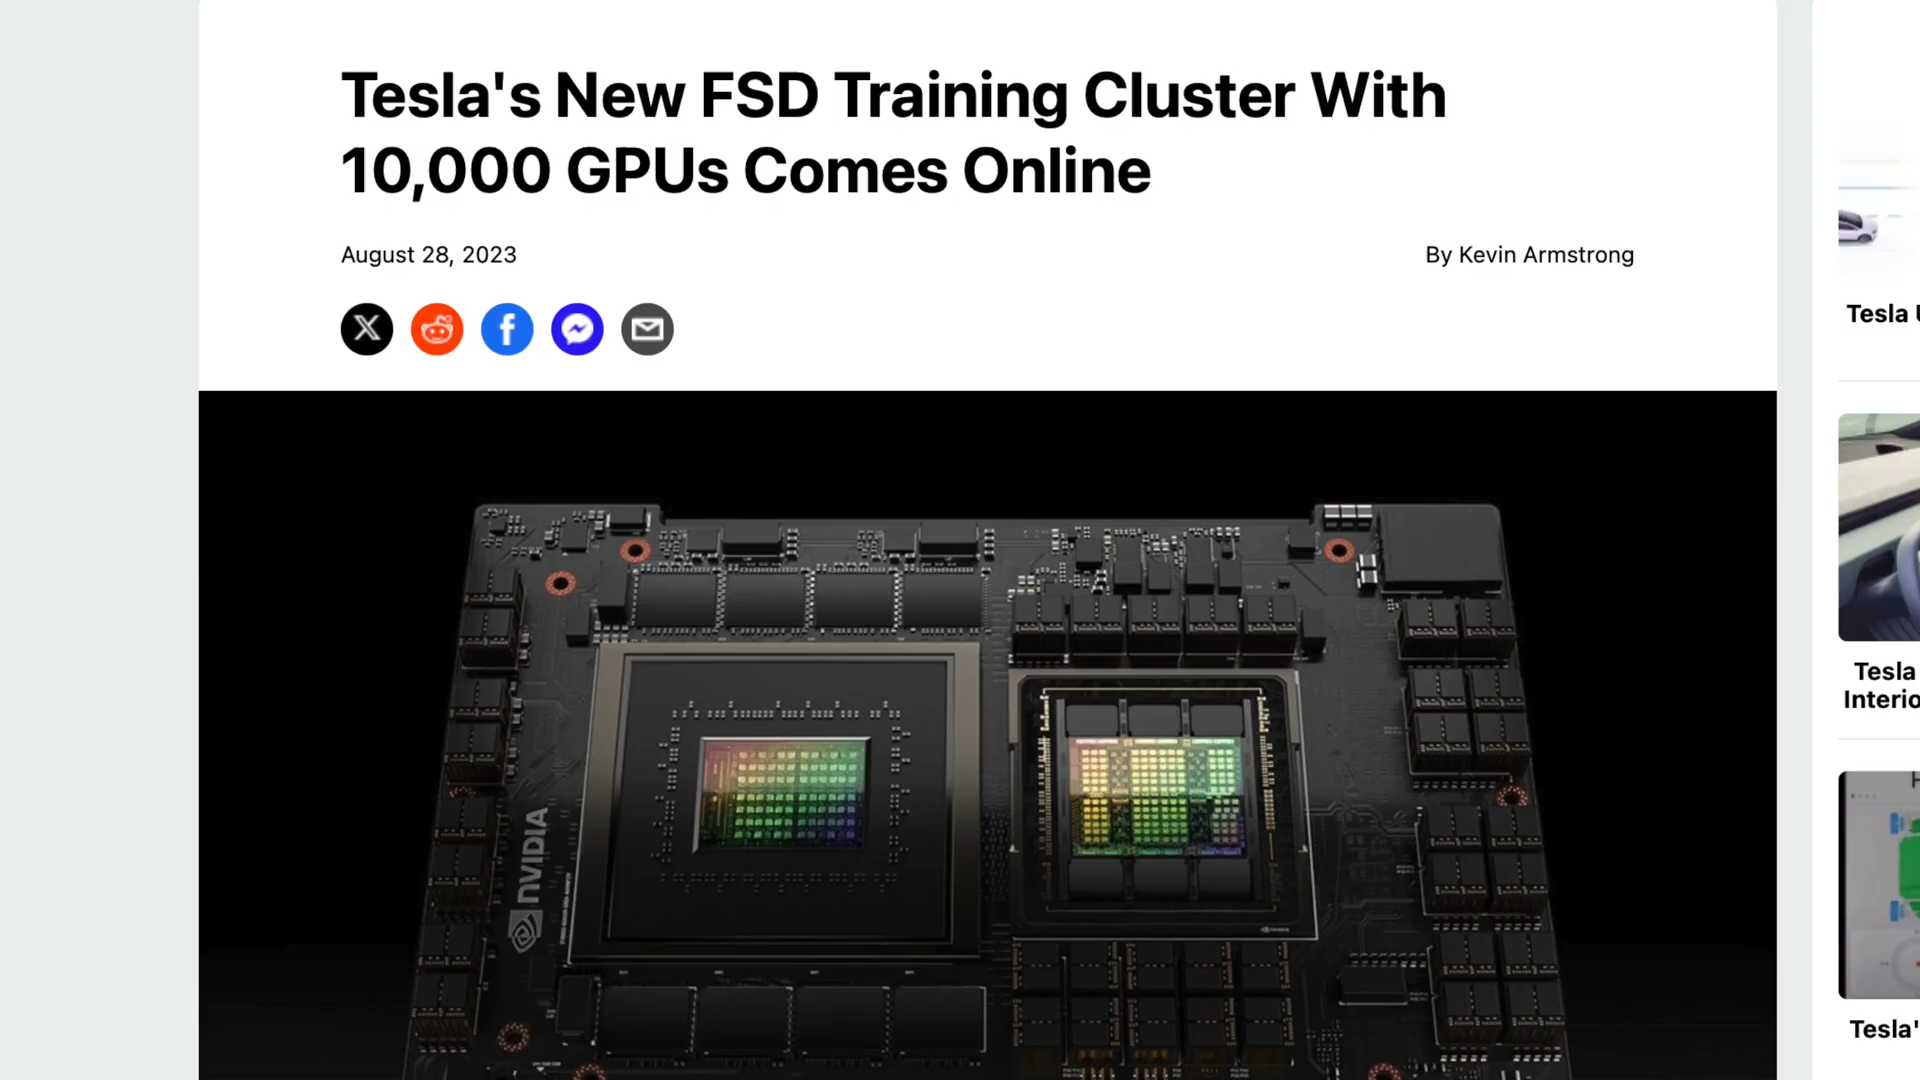 Tesla's New FSD Training Cluster With
10,000 GPUs Comes Online
August 28, 2023
By Kevin Armstrong
NVIDIA
Tesla
Tesla
Interio
Tesla'